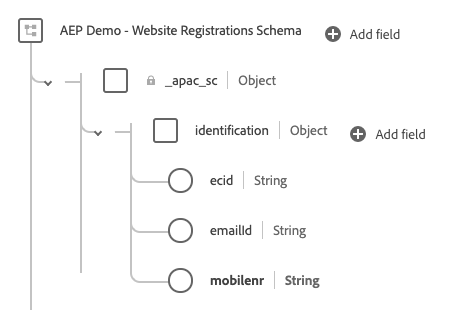 AEP Demo - Website Registrations Schema Add field
_apac_sc Object
identification Object Add field
ecid String
emailId String
mobilenr String